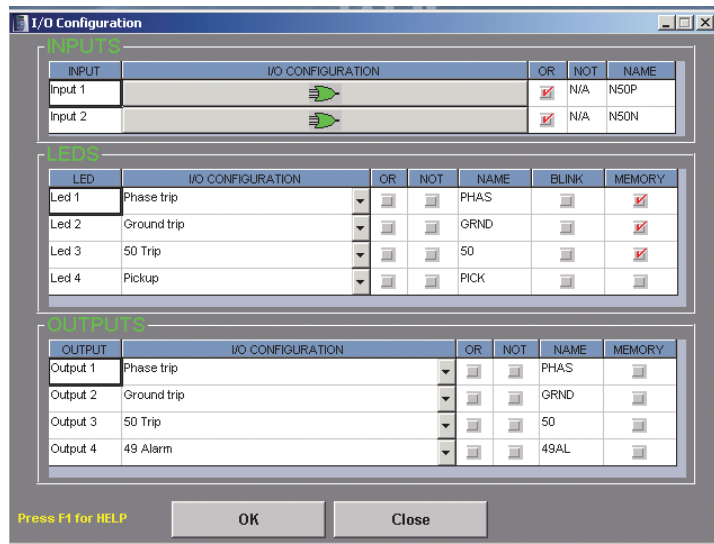 I/O Configuration
INPUTS
INPUT I/O CONFIGURATION OR NOT NAME
Input 1 N/A N50P
Input 2 N/A N50N
LEDS
LED I/O CONFIGURATION OR NOT NAME BLINK MEMORY
Led 1 Phase trip PHAS
Led 2 Ground trip GRND
Led 3 50 Trip 50
Led 4 Pickup PICK
OUTPUTS
OUTPUT I/O CONFIGURATION OR NOT NAME MEMORY
Output 1 Phase trip PHAS
Output 2 Ground trip GRND
Output 3 50 Trip 50
Output 4 49 Alarm 49AL
Press F1 for HELP OK Close